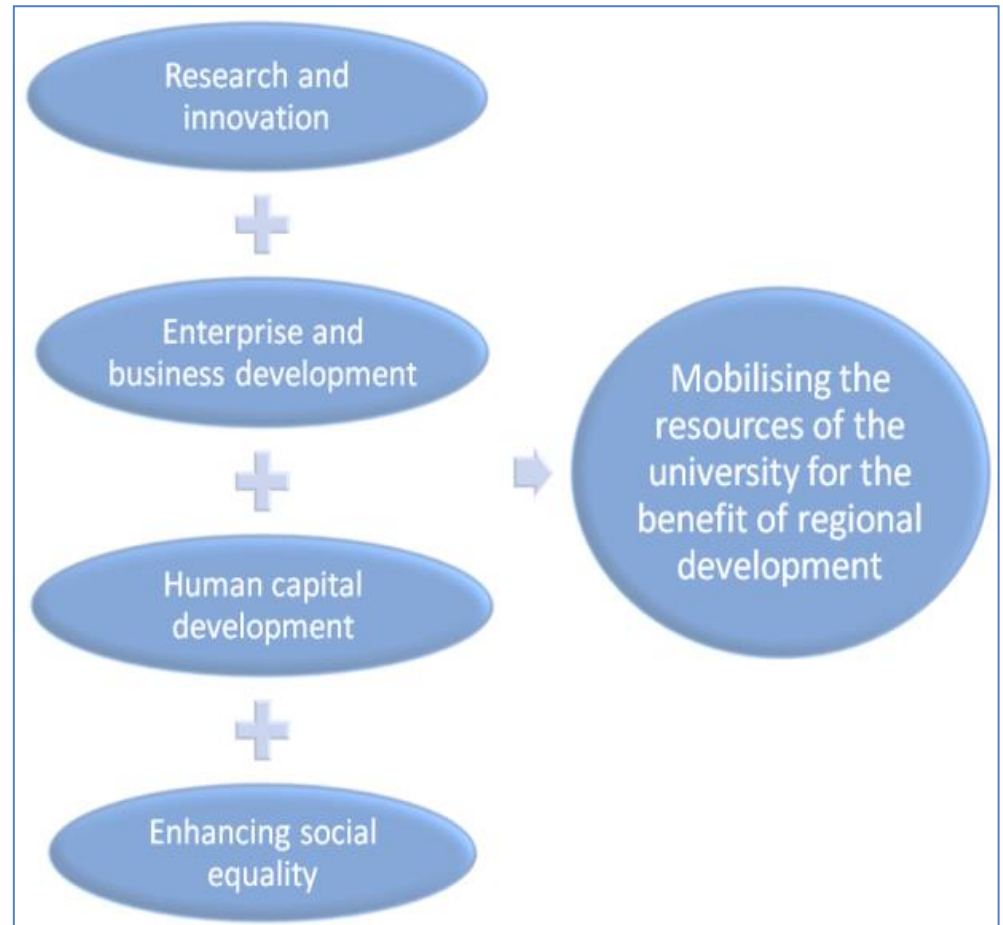 Research and
innovation
Enterprise and
business development
Human capital
development
Enhancing social
equality
Mobilising the
resources of the
university for the
benefit of regional
development